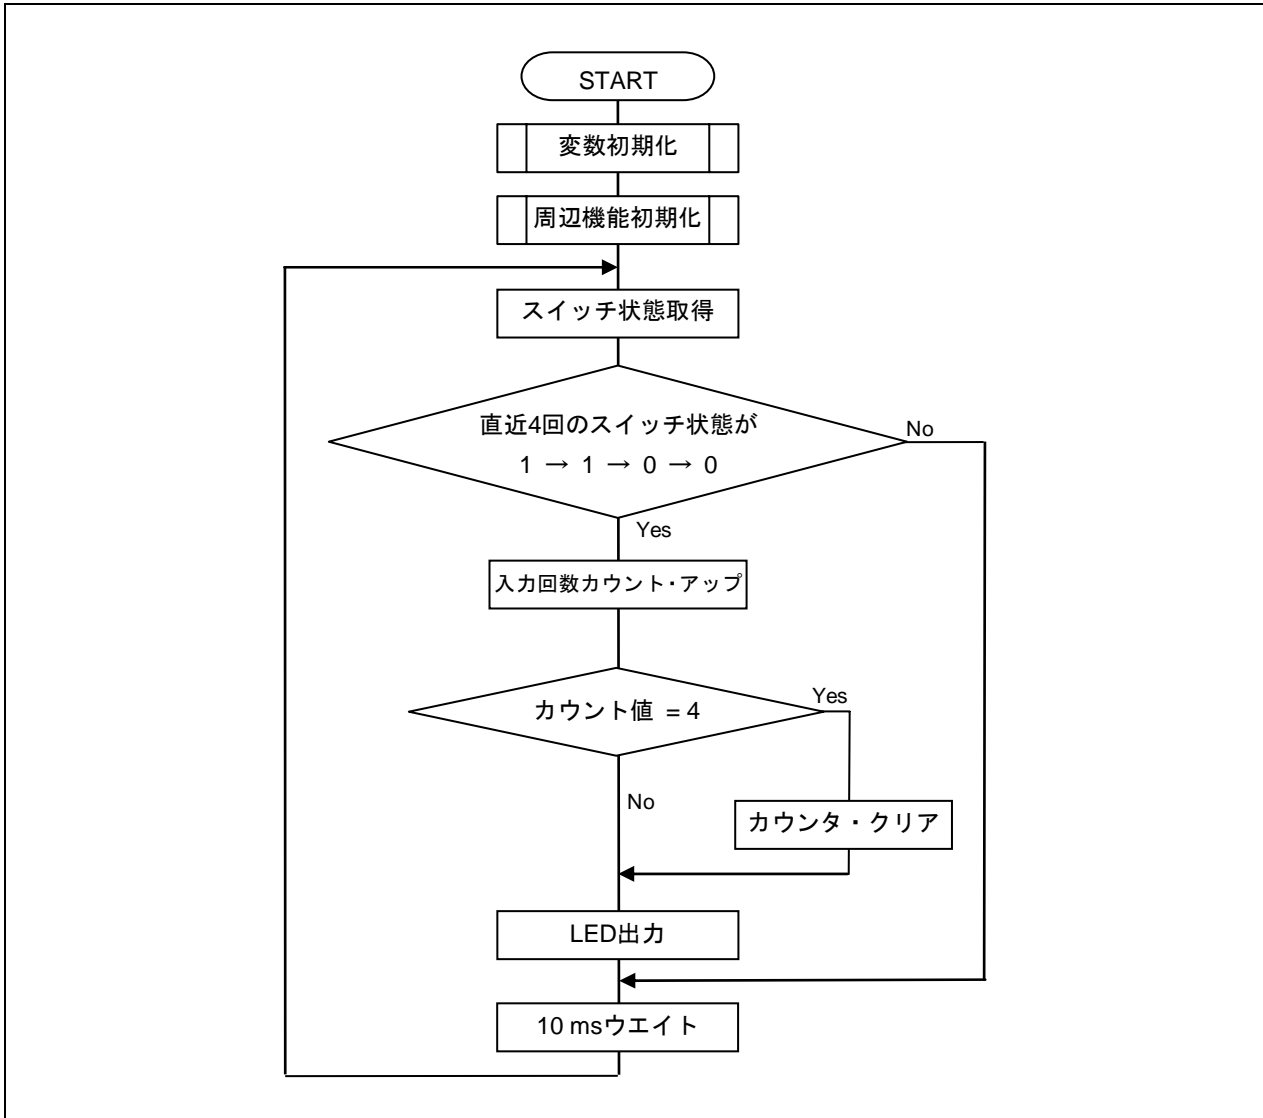 START
変数初期化
周辺機能初期化
スイッチ状態取得
直近4回のスイッチ状態が
1 → 1 → 0 → 0
No
Yes
入力回数カウント・アップ
カウント値 = 4
Yes
No
カウンタ・クリア
LED出力
10 msウエイト